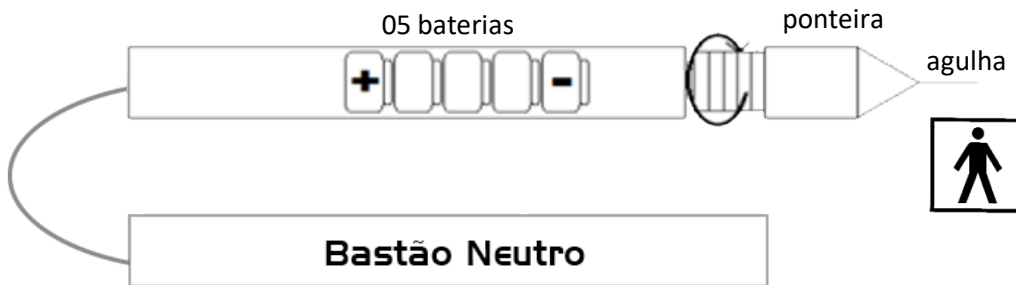 05 baterias
ponteira
agulha
+
-
Bastão Neutro